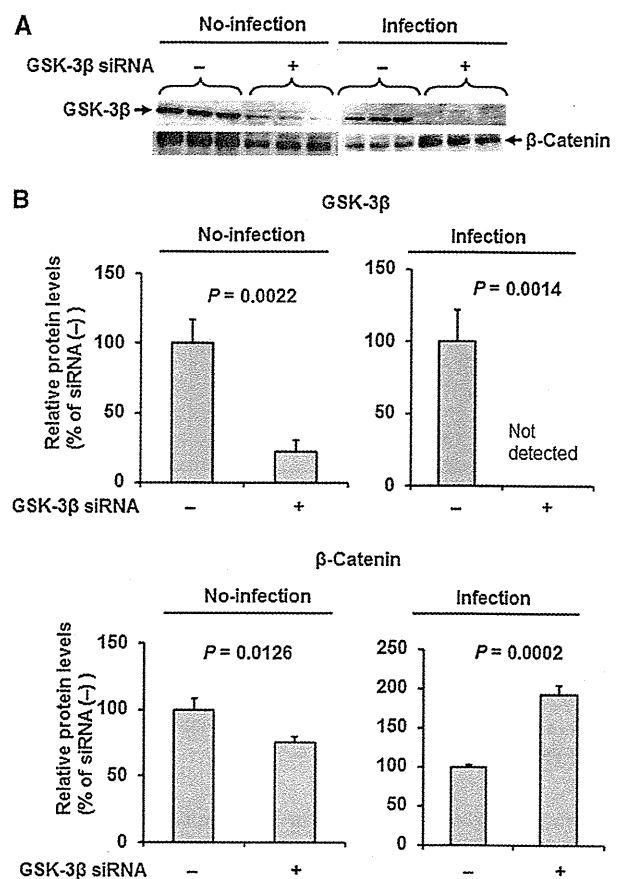 A
No-infection Infection
GSK-3β siRNA – + – +
GSK-3β
β-Catenin
B
GSK-3β
No-infection Infection
Relative protein levels
(% of siRNA (–) )
150
100
50
0
P = 0.0022
150
100
50
0
P = 0.0014
Not
detected
GSK-3β siRNA – + – +
β-Catenin
No-infection Infection
Relative protein levels
(% of siRNA (–) )
150
100
50
0
P = 0.0126
250
200
150
100
50
0
P = 0.0002
GSK-3β siRNA – + – +